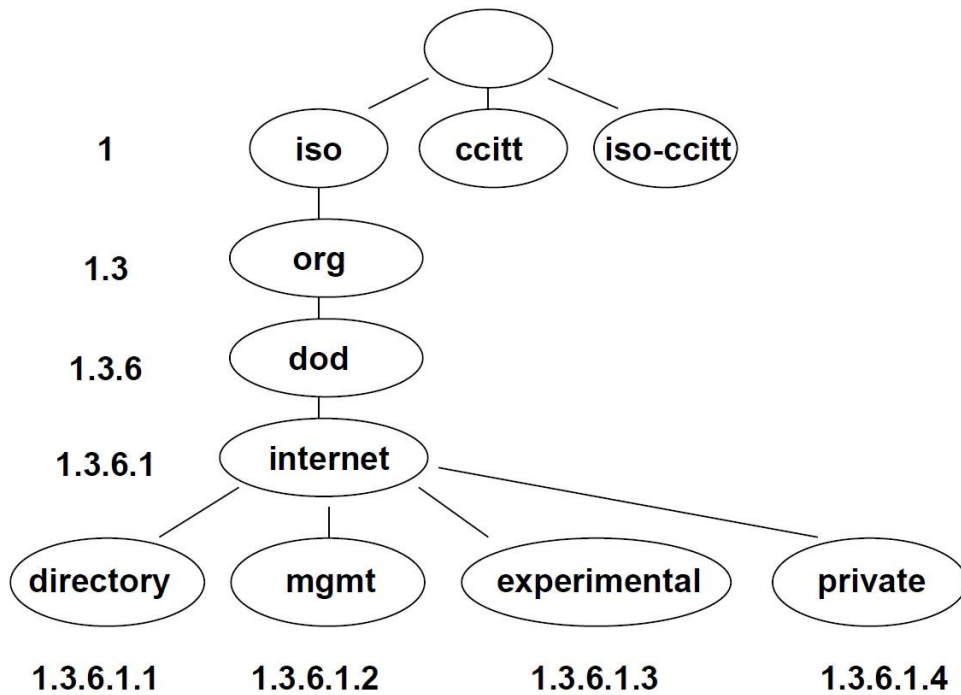 1 iso ccitt iso-ccitt
1.3 org
1.3.6 dod
1.3.6.1 internet
directory mgmt experimental private
1.3.6.1.1 1.3.6.1.2 1.3.6.1.3 1.3.6.1.4